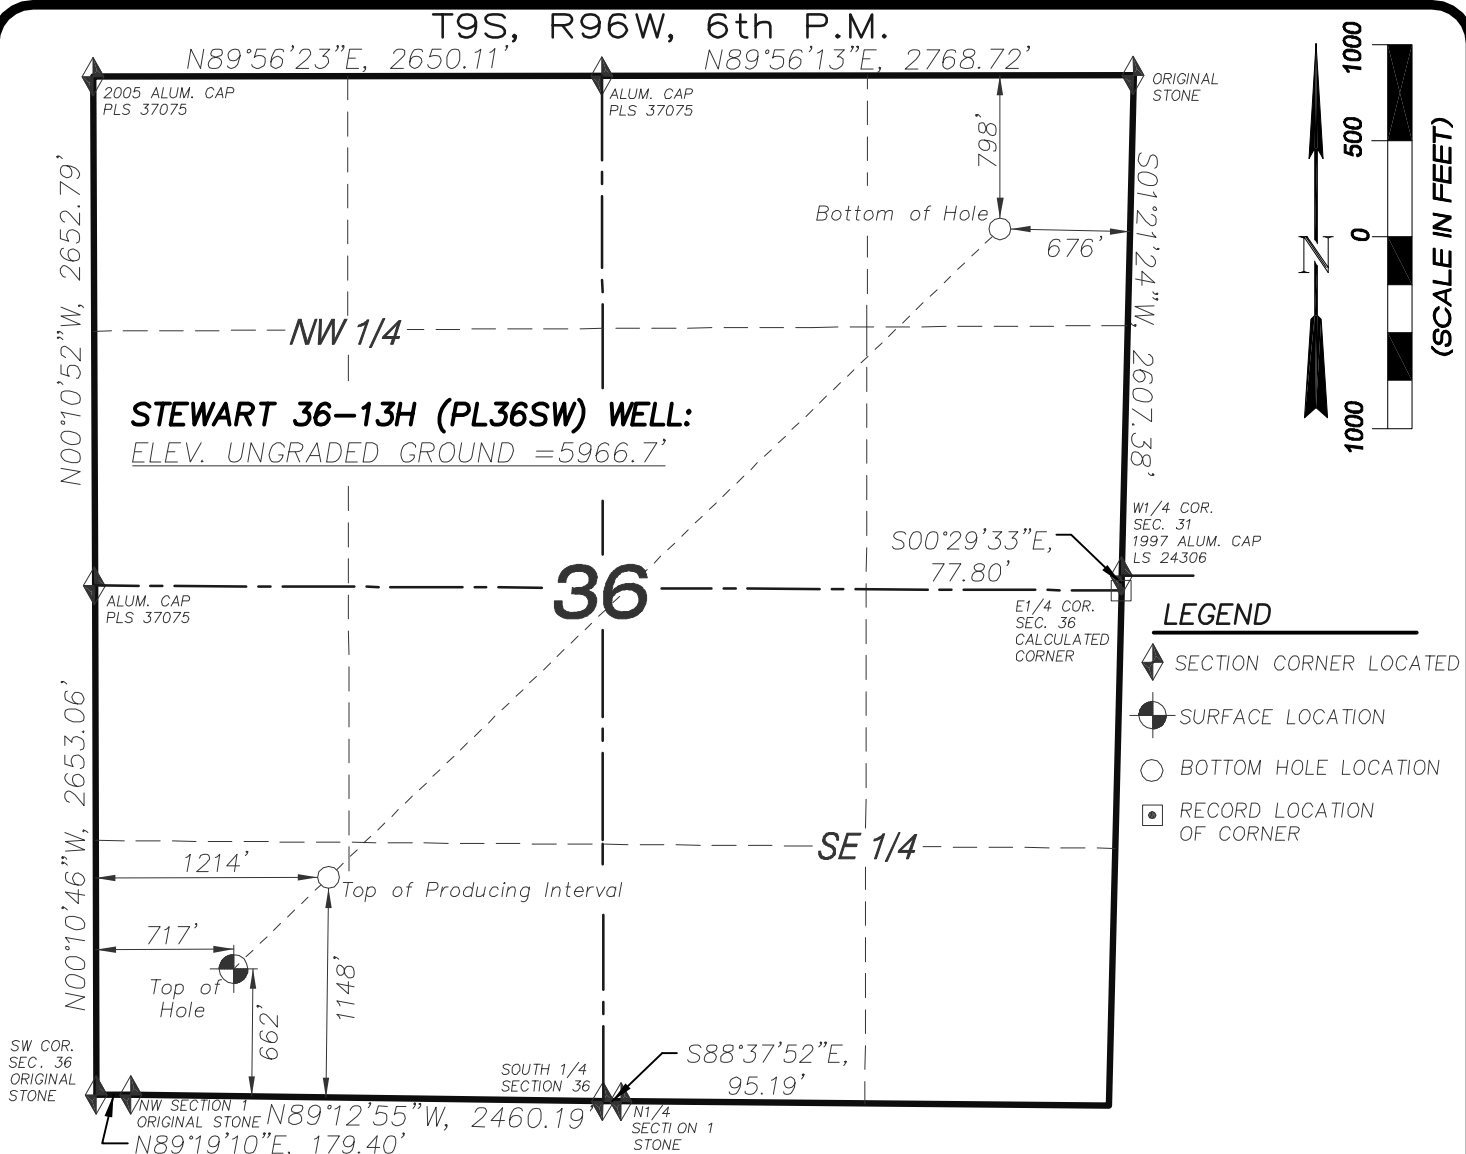 T9S, R96W, 6th P.M.
N89°56'23"E, 2650.11'
N89°56'13"E, 2768.72'
2005 ALUM. CAP
PLS 37075
ALUM. CAP
PLS 37075
ORIGINAL
STONE
1000
500
0
1000
(SCALE IN FEET)
N
798'
Bottom of Hole
676'
N00°10'52"W, 2652.79'
S01°21'24"W, 2607.38'
NW 1/4
STEWART 36-13H (PL36SW) WELL:
ELEV. UNGRADED GROUND =5966.7'
W1/4 COR.
SEC. 31
1997 ALUM. CAP
LS 24306
S00°29'33"E,
77.80'
36
ALUM. CAP
PLS 37075
E1/4 COR.
SEC. 36
CALCULATED
CORNER
LEGEND
SECTION CORNER LOCATED
SURFACE LOCATION
BOTTOM HOLE LOCATION
RECORD LOCATION
OF CORNER
N00°10'46"W, 2653.06'
SE 1/4
1214'
Top of Producing Interval
717'
1148'
Top of
Hole
662'
SW COR.
SEC. 36
ORIGINAL
STONE
SOUTH 1/4
SECTION 36
S88°37'52"E,
95.19'
NW SECTION 1
ORIGINAL STONE
N89°12'55"W, 2460.19'
N1/4
SECTION 1
STONE
N89°19'10"E, 179.40'